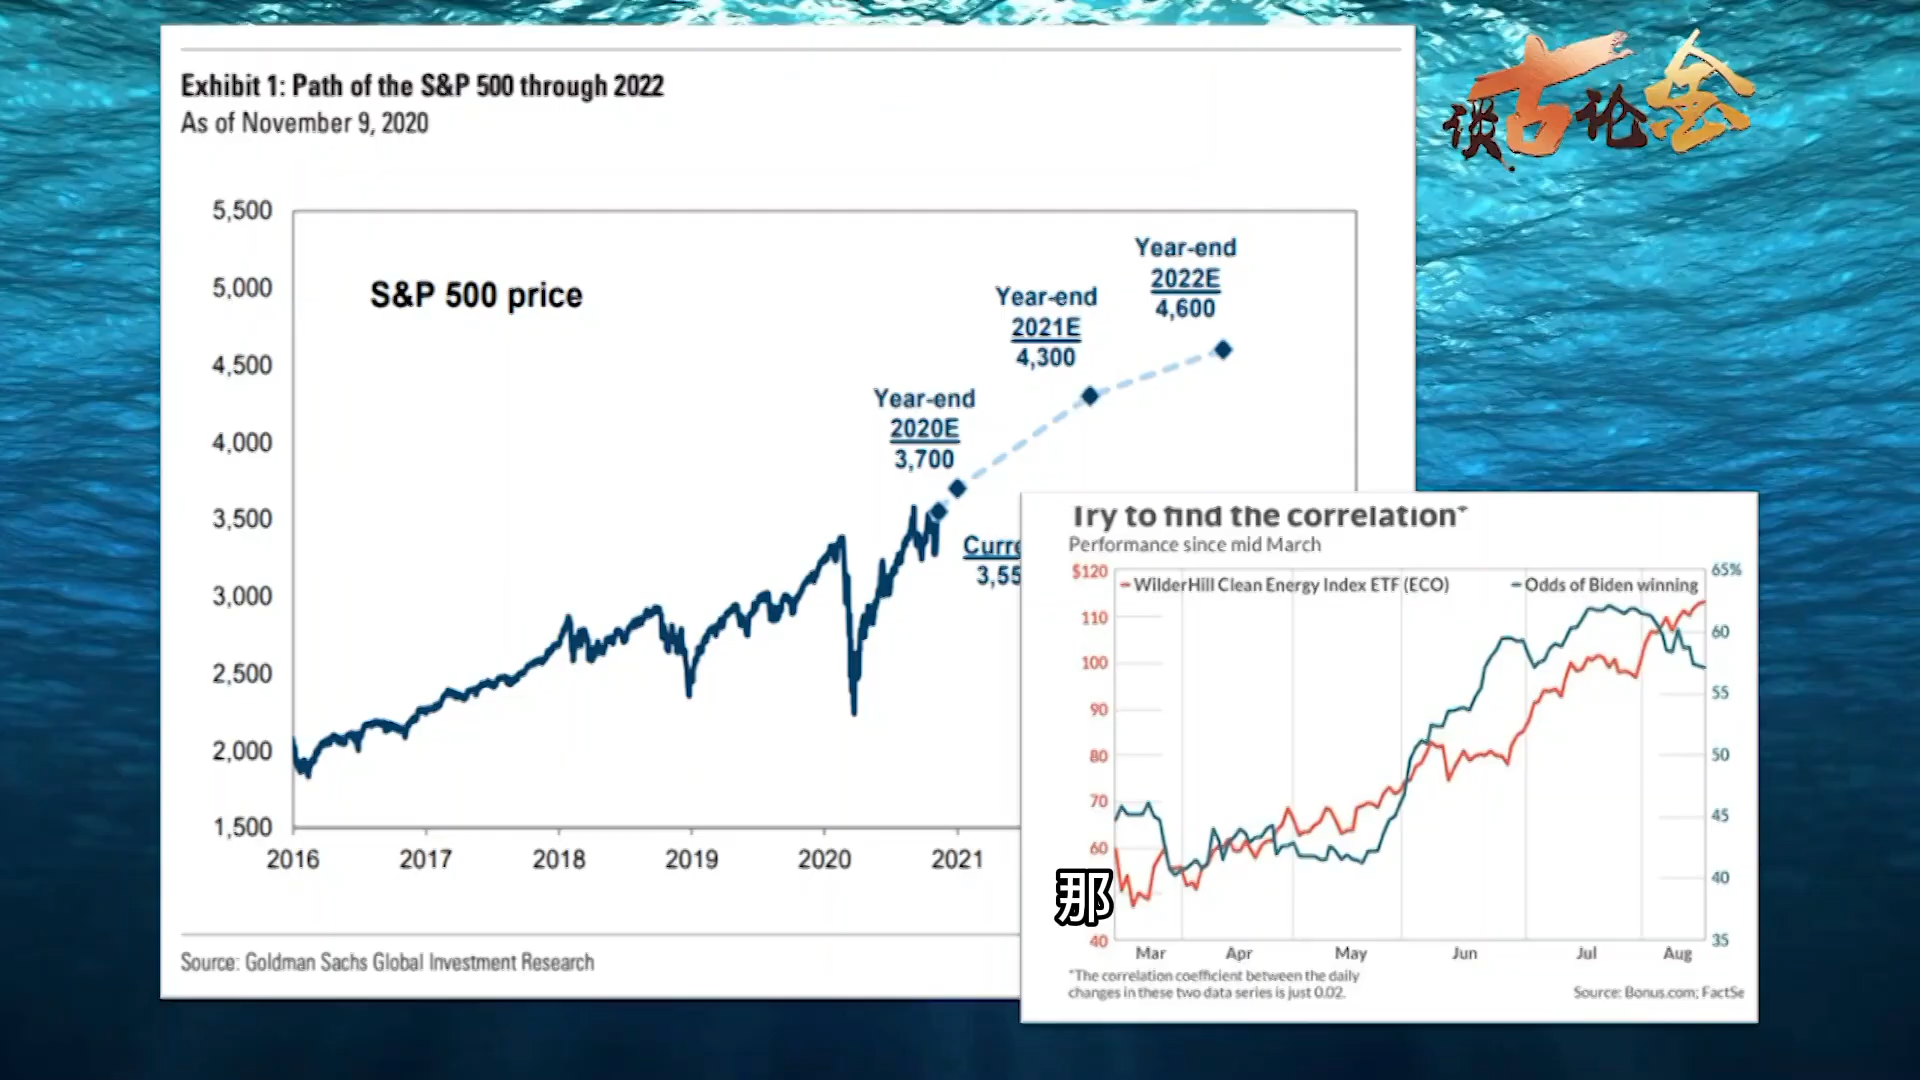 Exhibit 1: Path of the S&P 500 through 2022
As of November 9, 2020
谈古论金
5,500
5,000
4,500
4,000
3,500
3,000
2,500
2,000
1,500
S&P 500 price
Year-end
2022E
4,600
Year-end
2021E
4,300
Year-end
2020E
3,700
Curre
3,55
2016 2017 2018 2019 2020 2021
Source: Goldman Sachs Global Investment Research
Try to find the correlation*
Performance since mid March
WilderHill Clean Energy Index ETF (ECO)
Odds of Biden winning
$120
110
100
90
80
70
60
40
65%
60
55
50
45
40
35
那
Mar Apr May Jun Jul Aug
*The correlation coefficient between the daily
changes in these two data series is just 0.02.
Source: Bonus.com; FactSe